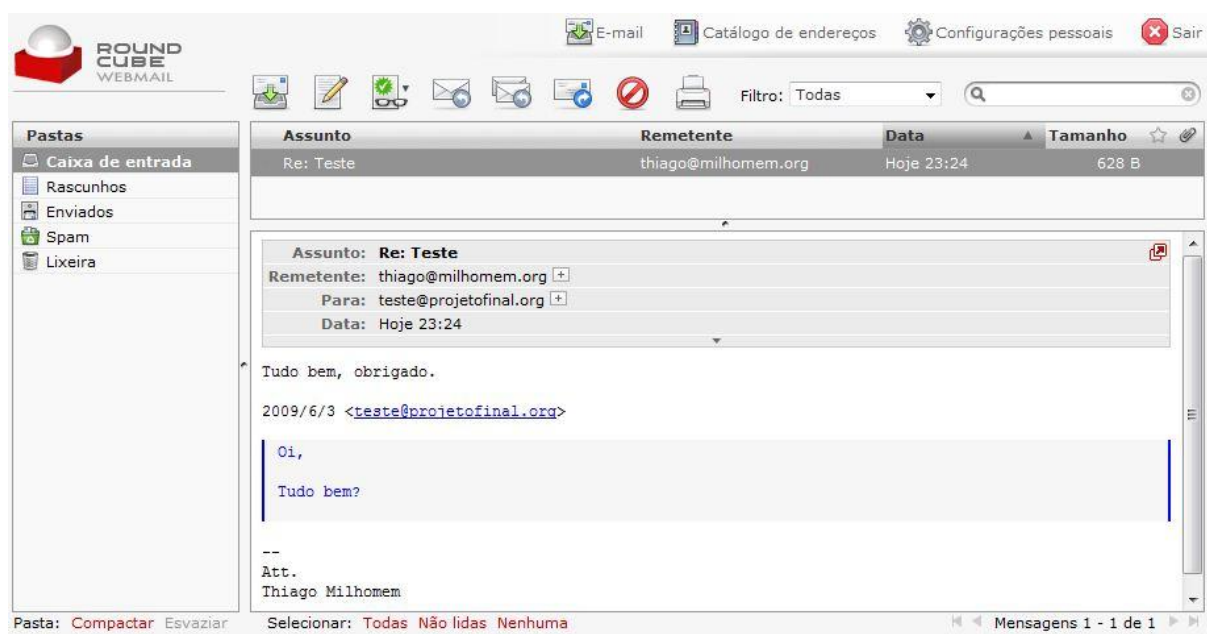 ROUND
CUBE
WEBMAIL
E-mail Catálogo de endereços Configurações pessoais Sair
Filtro: Todas
Pastas
Caixa de entrada
Rascunhos
Enviados
Spam
Lixeira
Assunto Remetente Data Tamanho
Re: Teste thiago@milhomem.org Hoje 23:24 628 B
Assunto: Re: Teste
Remetente: thiago@milhomem.org
Para: teste@projetofinal.org
Data: Hoje 23:24
Tudo bem, obrigado.
2009/6/3 <teste@projetofinal.org>
Oi,
Tudo bem?
--
Att.
Thiago Milhomem
Pasta: Compactar Esvaziar Selecionar: Todas Não lidas Nenhuma Mensagens 1 - 1 de 1